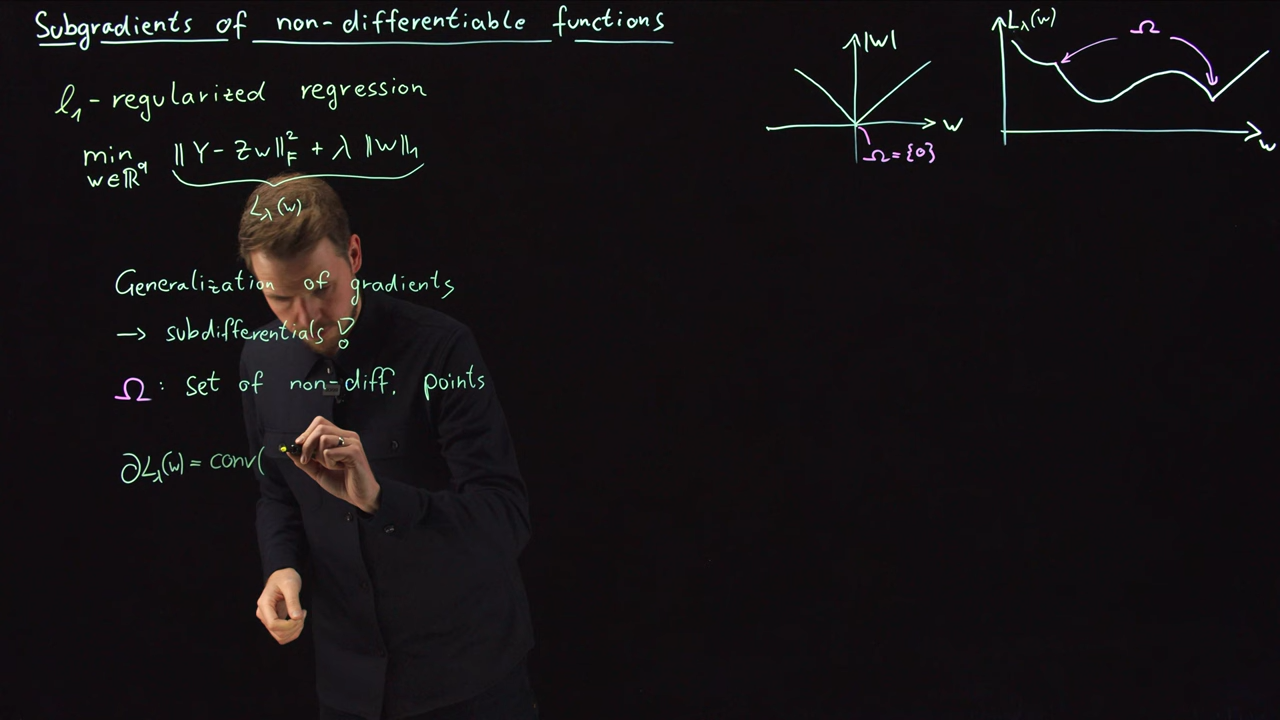 Subgradients of non-differentiable functions
ℓ₁-regularized regression
min ‖Y - Zw‖²_F + λ ‖w‖₁
w∈ℝ^q
L_λ(w)
Generalization of gradients
→ subdifferentials !
Ω: set of non-diff. points
∂L_λ(w) = conv(
|w|
w
Ω = {0}
L_λ(w)
Ω
w